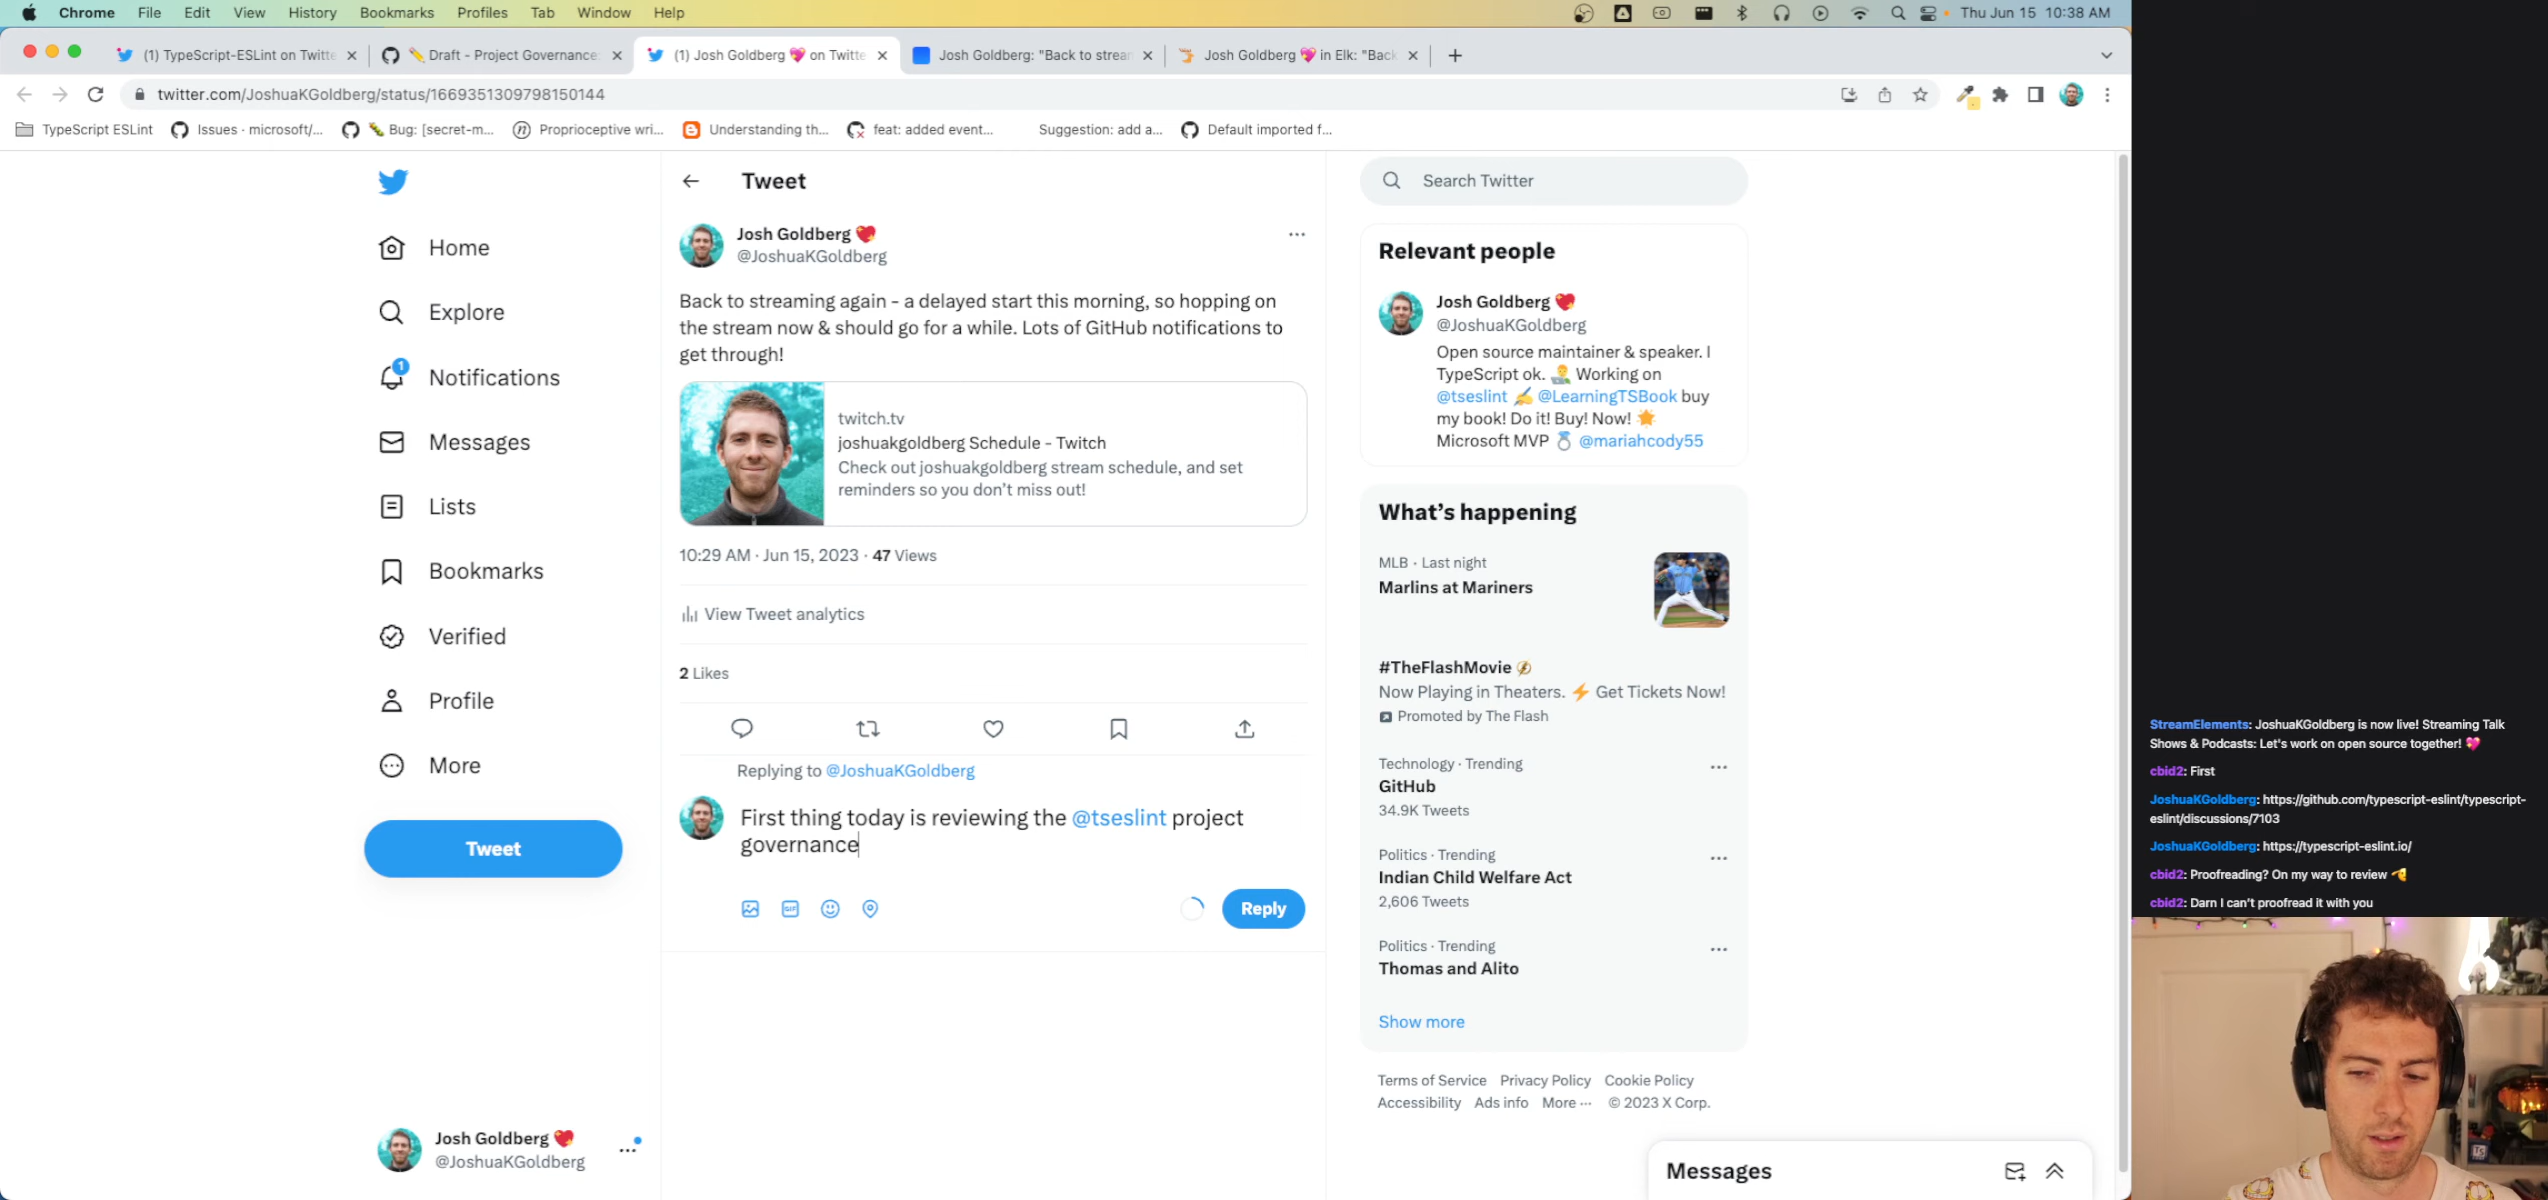 Chrome File Edit View History Bookmarks Profiles Tab Window Help Thu Jun 15 10:38 AM
(1) TypeScript-ESLint on Twitte
Draft - Project Governance:
(1) Josh Goldberg 💖 on Twitte
Josh Goldberg: "Back to strear
Josh Goldberg 💖 in Elk: "Back
twitter.com/JoshuaKGoldberg/status/1669351309798150144
TypeScript ESLint
Issues · microsoft/...
Bug: [secret-m...
Proprioceptive wri...
Understanding th...
feat: added event...
Suggestion: add a...
Default imported f...
Home
Explore
1
Notifications
Messages
Lists
Bookmarks
Verified
Profile
More
Tweet
Josh Goldberg 💖
@JoshuaKGoldberg
Tweet
Josh Goldberg 💖
@JoshuaKGoldberg
Back to streaming again - a delayed start this morning, so hopping on
the stream now & should go for a while. Lots of GitHub notifications to
get through!
twitch.tv
joshuakgoldberg Schedule - Twitch
Check out joshuakgoldberg stream schedule, and set
reminders so you don't miss out!
10:29 AM · Jun 15, 2023 · 47 Views
View Tweet analytics
2 Likes
Replying to @JoshuaKGoldberg
First thing today is reviewing the @tseslint project
governance
GIF
Reply
Search Twitter
Relevant people
Josh Goldberg 💖
@JoshuaKGoldberg
Open source maintainer & speaker. I
TypeScript ok. 👨‍💻 Working on
@tseslint ✍️ @LearningTSBook buy
my book! Do it! Buy! Now! 🌟
Microsoft MVP 💍 @mariahcody55
What's happening
MLB · Last night
Marlins at Mariners
#TheFlashMovie
Now Playing in Theaters. ⚡ Get Tickets Now!
Promoted by The Flash
Technology · Trending
GitHub
34.9K Tweets
Politics · Trending
Indian Child Welfare Act
2,606 Tweets
Politics · Trending
Thomas and Alito
Show more
Terms of Service Privacy Policy Cookie Policy
Accessibility Ads info More ··· © 2023 X Corp.
Messages
StreamElements: JoshuaKGoldberg is now live! Streaming Talk
Shows & Podcasts: Let's work on open source together! 💖
cbid2: First
JoshuaKGoldberg: https://github.com/typescript-eslint/typescript-
eslint/discussions/7103
JoshuaKGoldberg: https://typescript-eslint.io/
cbid2: Proofreading? On my way to review 🫡
cbid2: Darn I can't proofread it with you